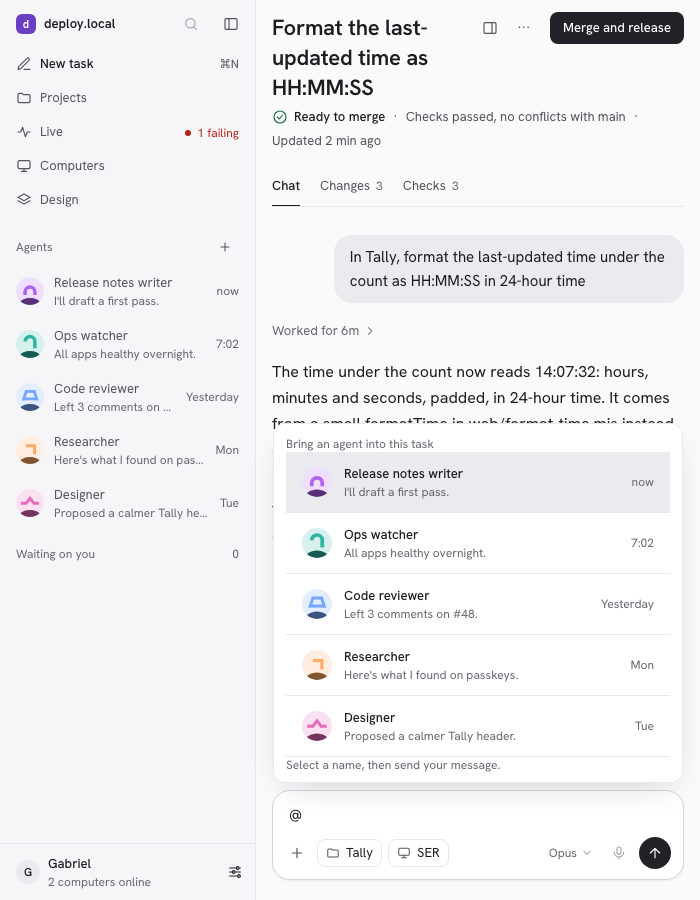 d deploy.local
New task ⌘N
Projects
Live 1 failing
Computers
Design
Agents
Release notes writer
I'll draft a first pass. now
Ops watcher
All apps healthy overnight. 7:02
Code reviewer
Left 3 comments on ... Yesterday
Researcher
Here's what I found on pas... Mon
Designer
Proposed a calmer Tally he... Tue
Waiting on you 0
G Gabriel
2 computers online
Format the last-
updated time as
HH:MM:SS
Merge and release
Ready to merge · Checks passed, no conflicts with main ·
Updated 2 min ago
Chat Changes 3 Checks 3
In Tally, format the last-updated time under the
count as HH:MM:SS in 24-hour time
Worked for 6m
The time under the count now reads 14:07:32: hours,
minutes and seconds, padded, in 24-hour time. It comes
from a small formatTime in web/format-time.mjs instead
Bring an agent into this task
Release notes writer
I'll draft a first pass. now
Ops watcher
All apps healthy overnight. 7:02
Code reviewer
Left 3 comments on #48. Yesterday
Researcher
Here's what I found on passkeys. Mon
Designer
Proposed a calmer Tally header. Tue
Select a name, then send your message.
@
Tally SER Opus